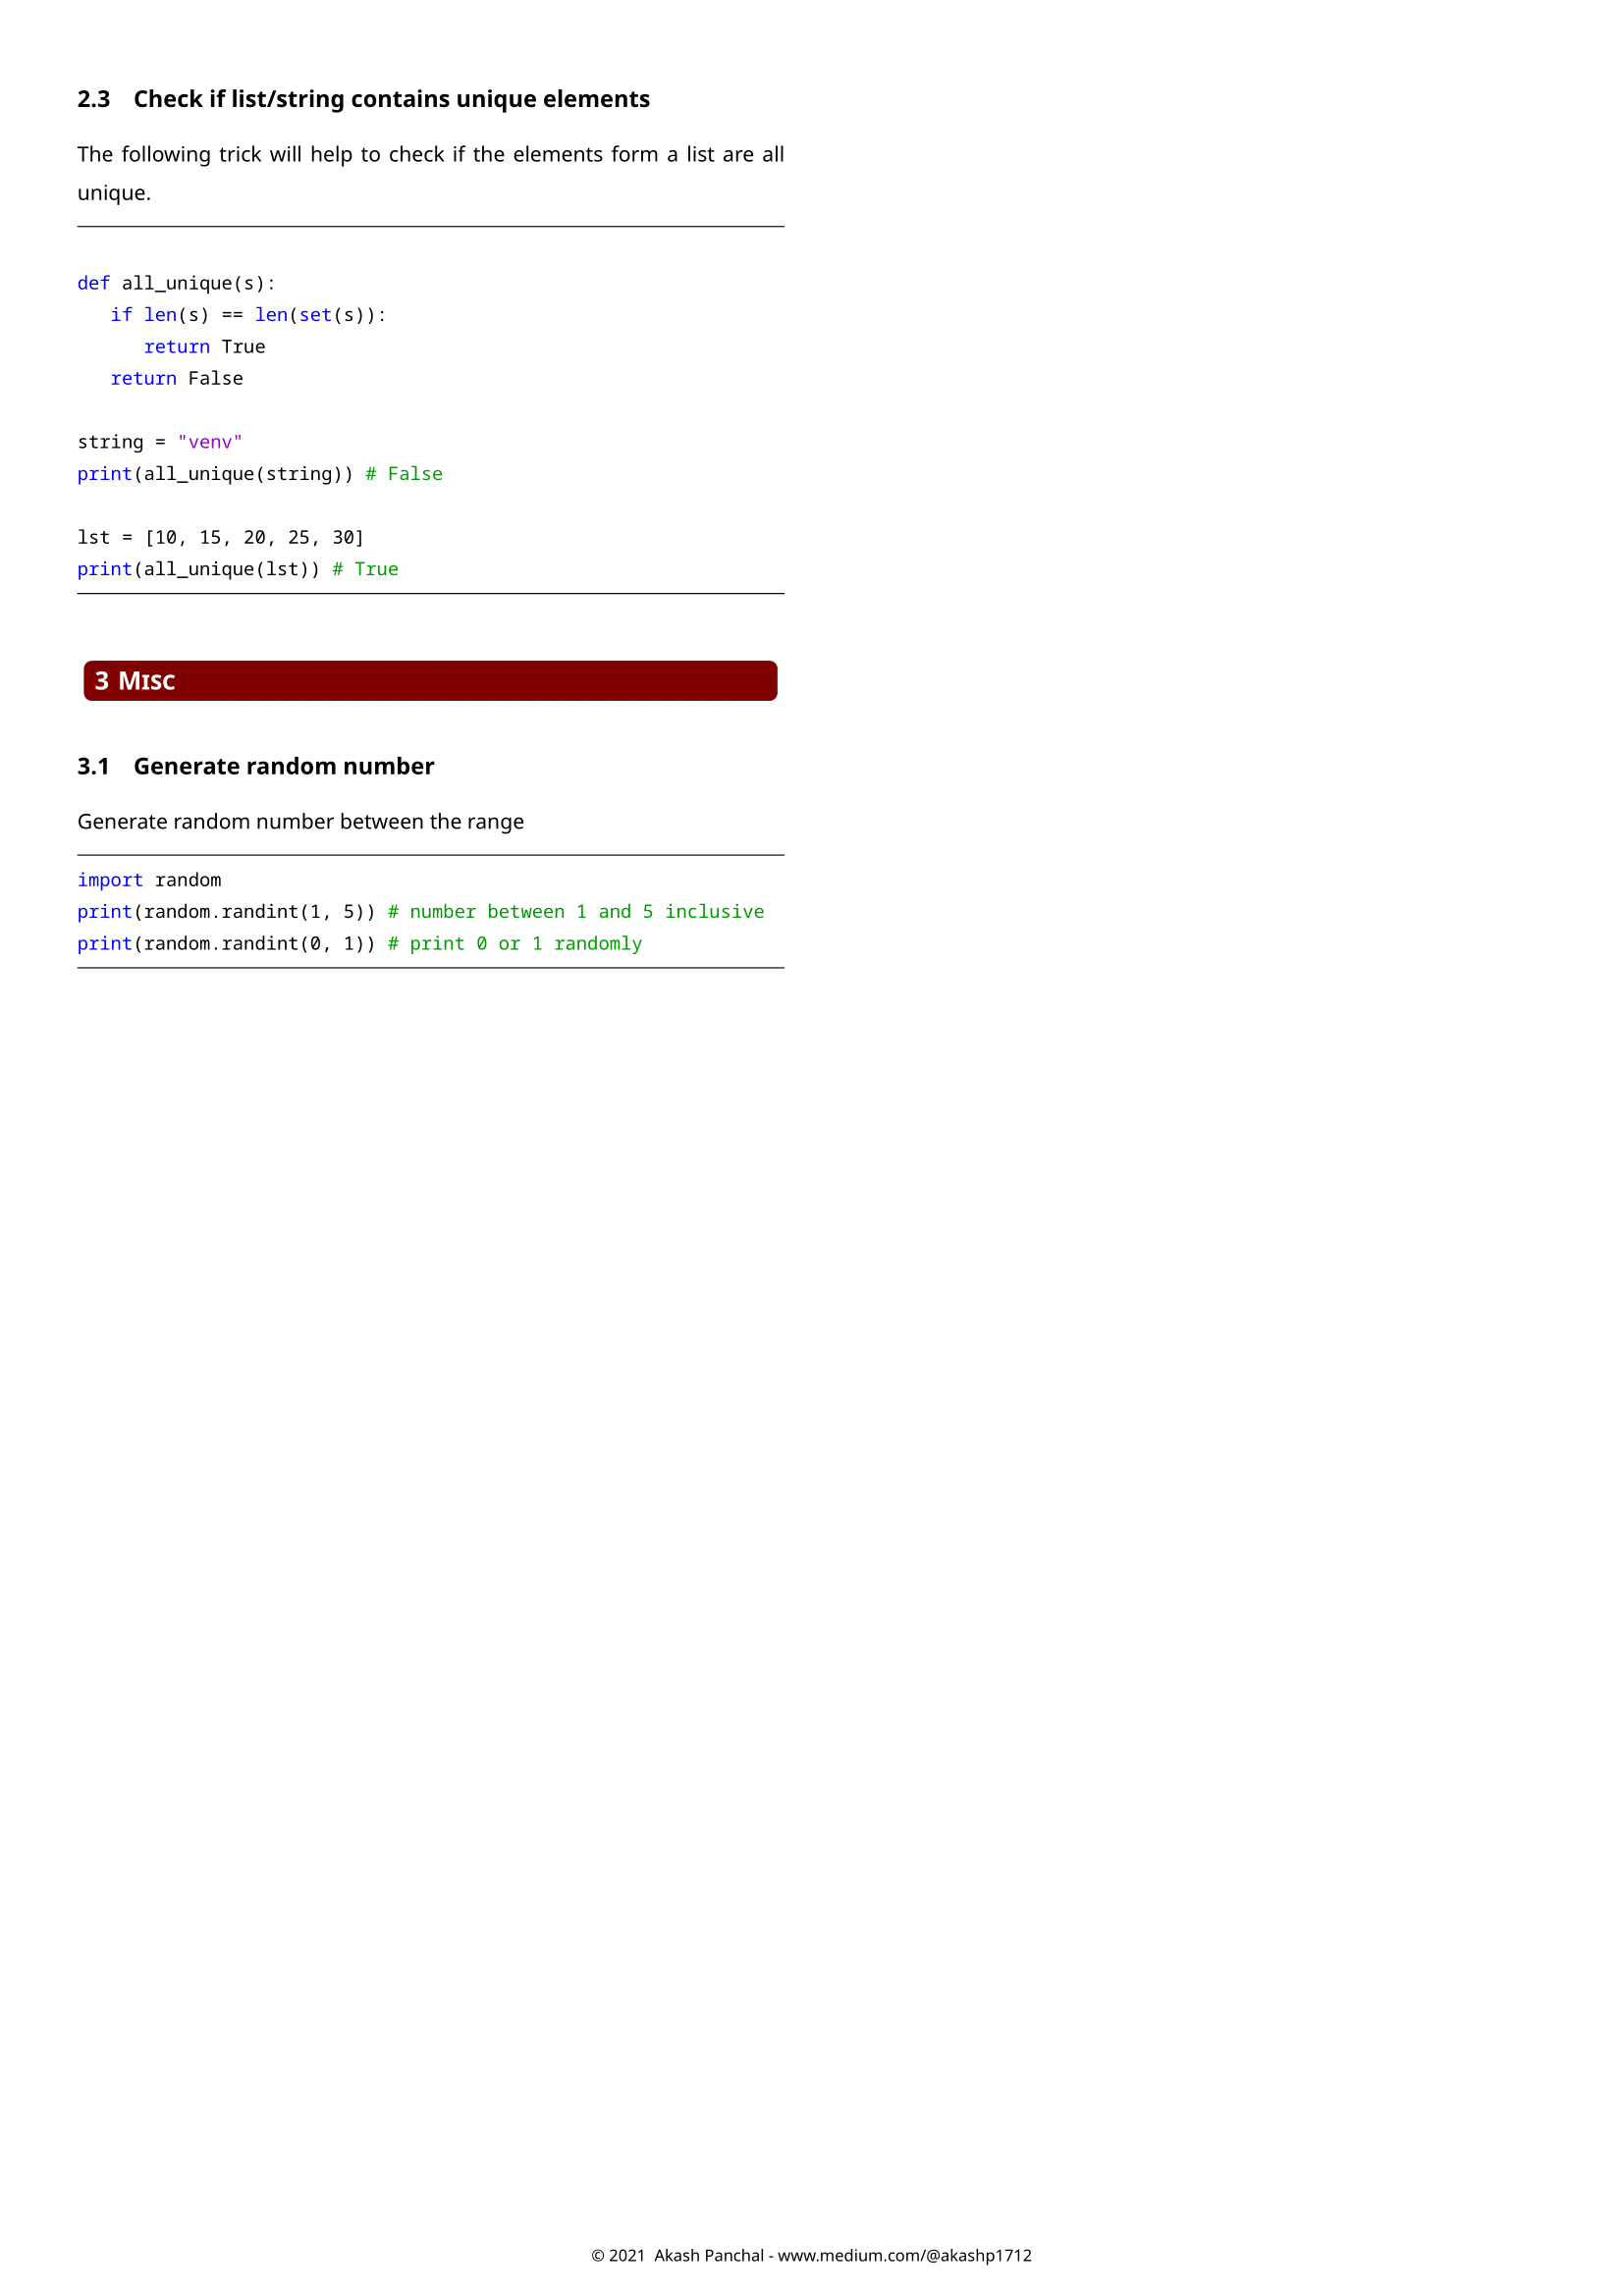 2.3 Check if list/string contains unique elements
The following trick will help to check if the elements form a list are all
unique.
def all_unique(s):
   if len(s) == len(set(s)):
      return True
   return False
string = "venv"
print(all_unique(string)) # False
lst = [10, 15, 20, 25, 30]
print(all_unique(lst)) # True
3 Misc
3.1 Generate random number
Generate random number between the range
import random
print(random.randint(1, 5)) # number between 1 and 5 inclusive
print(random.randint(0, 1)) # print 0 or 1 randomly
© 2021 Akash Panchal - www.medium.com/@akashp1712